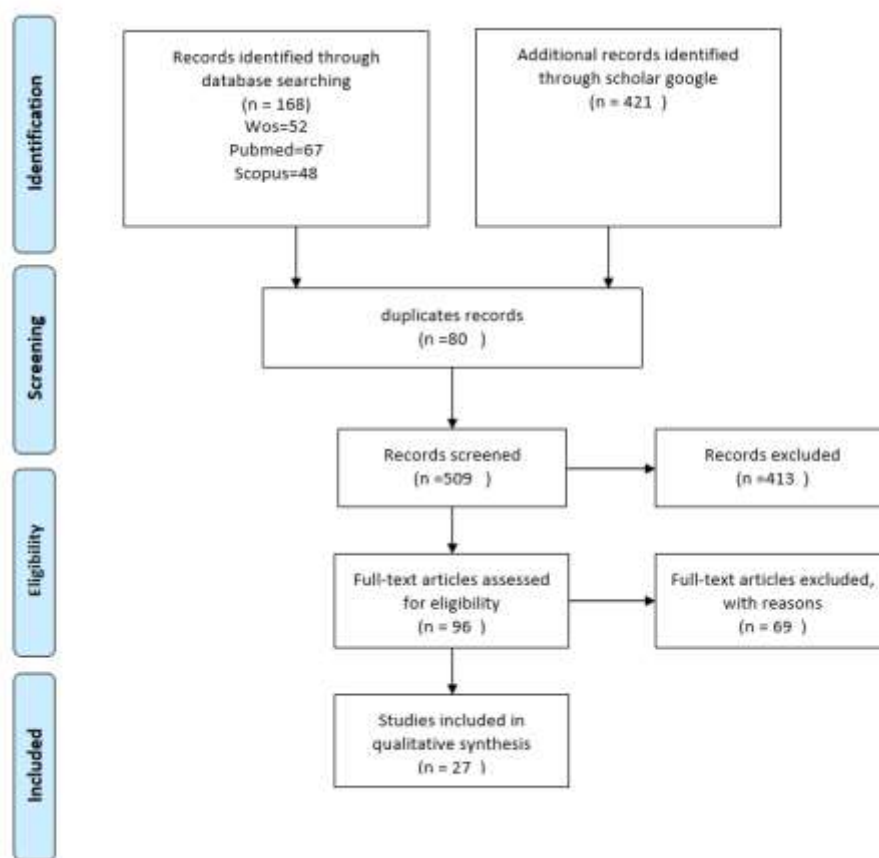 Identification
Records identified through
database searching
(n = 168)
Wos=52
Pubmed=67
Scopus=48
Additional records identified
through scholar google
(n = 421 )
Screening
duplicates records
(n =80 )
Records screened
(n =509 )
Records excluded
(n =413 )
Eligibility
Full-text articles assessed
for eligibility
(n = 96 )
Full-text articles excluded,
with reasons
(n = 69 )
Included
Studies included in
qualitative synthesis
(n = 27 )